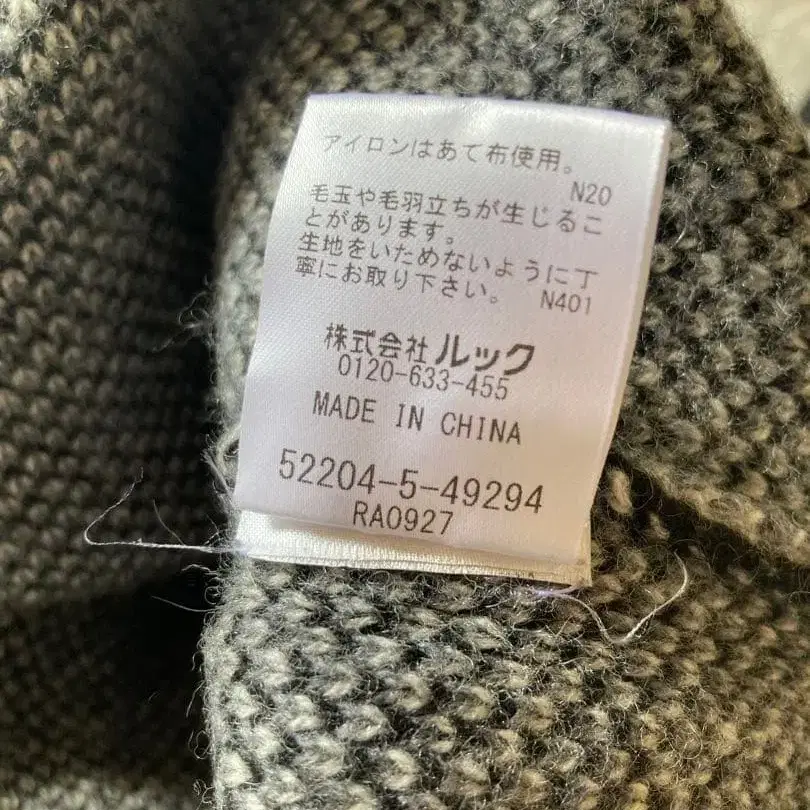 アイロンはあて布使用。
N20
毛玉や毛羽立ちが生じるこ
とがあります。
生地をいためないように丁
寧にお取り下さい。 N401
株式会社 ルック
0120-633-455
MADE IN CHINA
52204-5-49294
RA0927